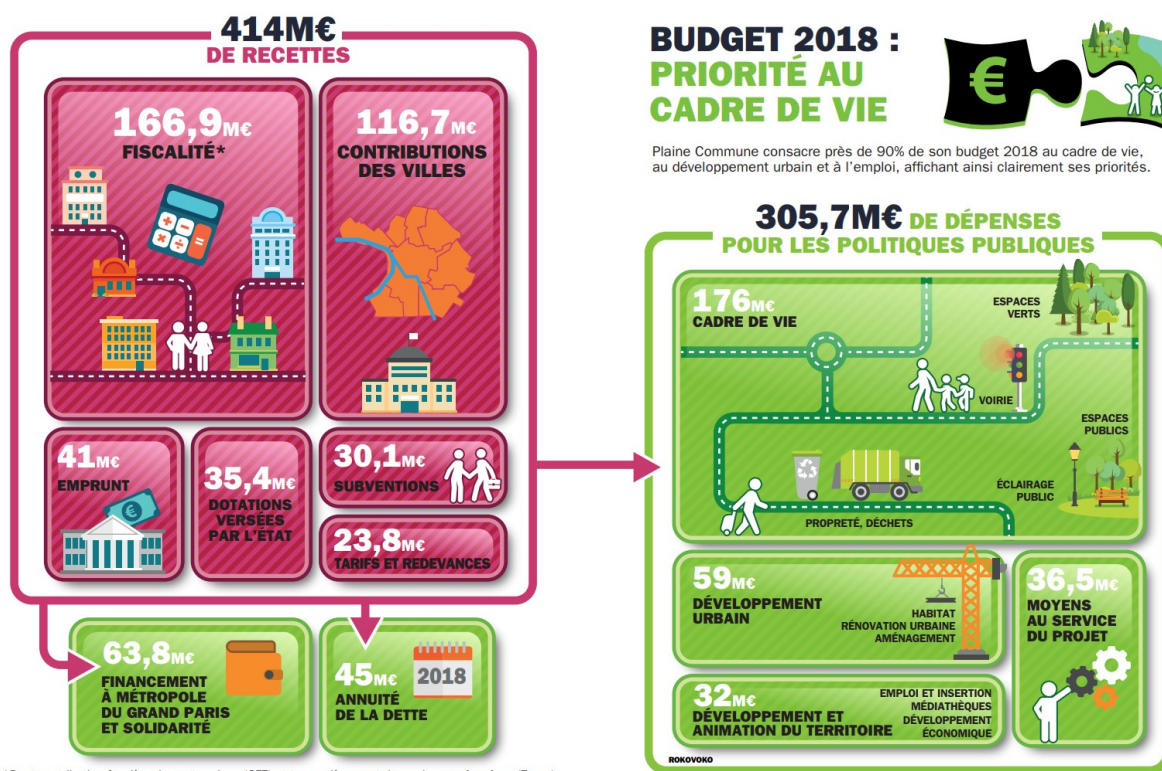 414M€
DE RECETTES
166,9M€
FISCALITÉ*
116,7M€
CONTRIBUTIONS
DES VILLES
41M€
EMPRUNT
35,4M€
DOTATIONS
VERSÉES
PAR L'ÉTAT
30,1M€
SUBVENTIONS
23,8M€
TARIFS ET REDEVANCES
63,8M€
FINANCEMENT
À MÉTROPOLE
DU GRAND PARIS
ET SOLIDARITÉ
45M€
ANNUITÉ
DE LA DETTE
2018
BUDGET 2018 :
PRIORITÉ AU
CADRE DE VIE
€
Plaine Commune consacre près de 90% de son budget 2018 au cadre de vie,
au développement urbain et à l'emploi, affichant ainsi clairement ses priorités.
305,7M€ DE DÉPENSES
POUR LES POLITIQUES PUBLIQUES
176M€
CADRE DE VIE
ESPACES
VERTS
VOIRIE
ESPACES
PUBLICS
ÉCLAIRAGE
PUBLIC
PROPRETÉ, DÉCHETS
59M€
DÉVELOPPEMENT
URBAIN
HABITAT
RÉNOVATION URBAINE
AMÉNAGEMENT
36,5M€
MOYENS
AU SERVICE
DU PROJET
32M€
DÉVELOPPEMENT ET
ANIMATION DU TERRITOIRE
EMPLOI ET INSERTION
MÉDIATHÈQUES
DÉVELOPPEMENT
ÉCONOMIQUE
ROKOVOKO